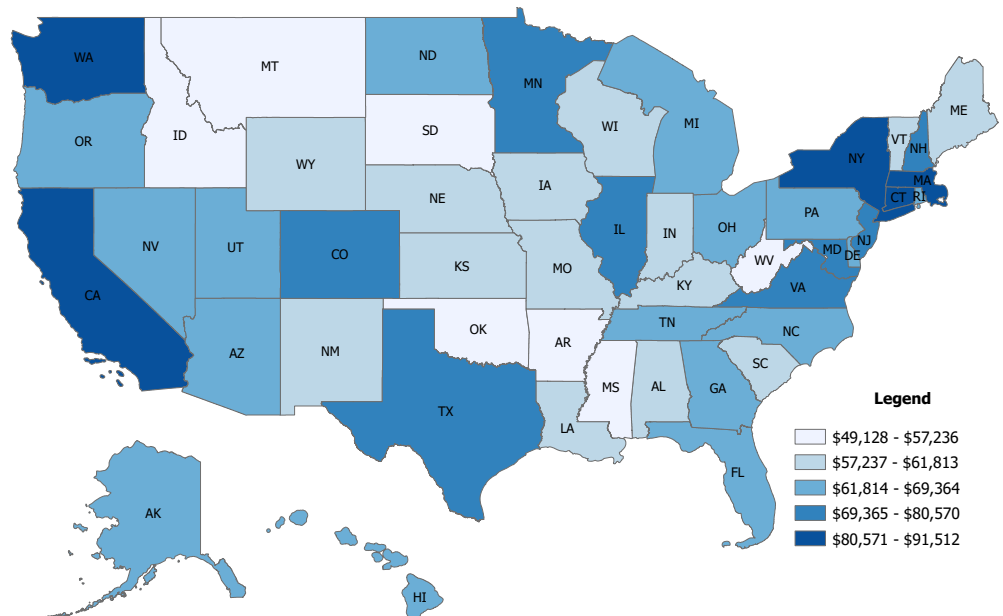 WA
MT
ND
MN
ME
OR
ID
SD
WI
MI
VT
NH
NY
MA
CT
RI
WY
IA
NE
PA
NV
UT
CO
IL
IN
OH
NJ
MD
DE
WV
KS
MO
KY
VA
CA
AZ
NM
OK
AR
TN
NC
SC
TX
LA
MS
AL
GA
FL
AK
HI
Legend
$49,128 - $57,236
$57,237 - $61,813
$61,814 - $69,364
$69,365 - $80,570
$80,571 - $91,512